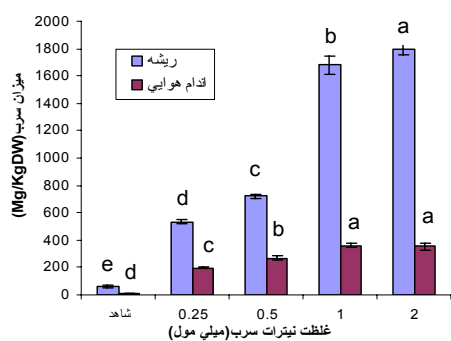 2000
1800
1600
1400
1200
1000
800
600
400
200
0
ميزان سرب(Mg/KgDW)
ريشه
اندام هوايي
e
d
d
c
c
b
b
a
a
a
شاهد
0.25
0.5
1
2
غلظت نيترات سرب(ميلي مول)